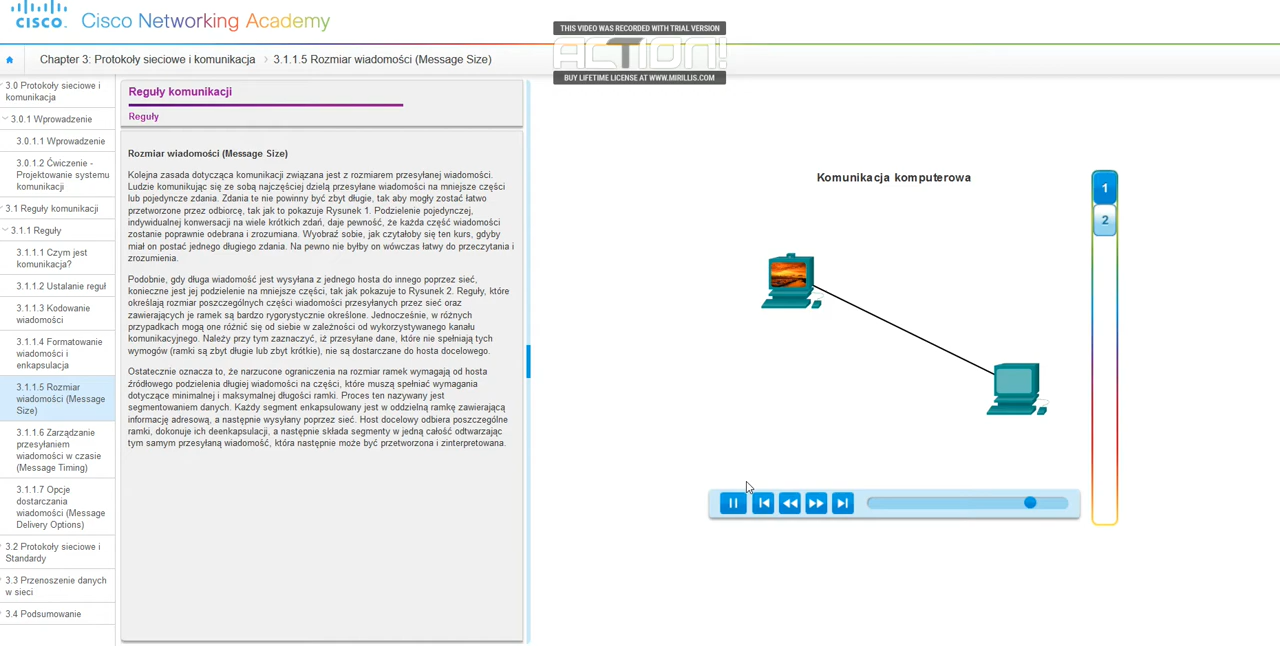 cisco.
Cisco Networking Academy
THIS VIDEO WAS RECORDED WITH TRIAL VERSION
ACTION!
BUY LIFETIME LICENSE AT WWW.MIRILLIS.COM
Chapter 3: Protokoły sieciowe i komunikacja
3.1.1.5 Rozmiar wiadomości (Message Size)
3.0 Protokoły sieciowe i
komunikacja
3.0.1 Wprowadzenie
3.0.1.1 Wprowadzenie
3.0.1.2 Ćwiczenie -
Projektowanie systemu
komunikacji
3.1 Reguły komunikacji
3.1.1 Reguły
3.1.1.1 Czym jest
komunikacja?
3.1.1.2 Ustalanie reguł
3.1.1.3 Kodowanie
wiadomości
3.1.1.4 Formatowanie
wiadomości i
enkapsulacja
3.1.1.5 Rozmiar
wiadomości (Message
Size)
3.1.1.6 Zarządzanie
przesyłaniem
wiadomości w czasie
(Message Timing)
3.1.1.7 Opcje
dostarczania
wiadomości (Message
Delivery Options)
3.2 Protokoły sieciowe i
Standardy
3.3 Przenoszenie danych
w sieci
3.4 Podsumowanie
Reguły komunikacji
Reguły
Rozmiar wiadomości (Message Size)
Kolejna zasada dotycząca komunikacji związana jest z rozmiarem przesyłanej wiadomości.
Ludzie komunikując się ze sobą najczęściej dzielą przesyłane wiadomości na mniejsze części
lub pojedyncze zdania. Zdania te nie powinny być zbyt długie, tak aby mogły zostać łatwo
przetworzone przez odbiorcę, tak jak to pokazuje Rysunek 1. Podzielenie pojedynczej,
indywidualnej konwersacji na wiele krótkich zdań, daje pewność, że każda część wiadomości
zostanie poprawnie odebrana i zrozumiana. Wyobraź sobie, jak czytałoby się ten kurs, gdyby
miał on postać jednego długiego zdania. Na pewno nie byłby on wówczas łatwy do przeczytania i
zrozumienia.
Podobnie, gdy długa wiadomość jest wysyłana z jednego hosta do innego poprzez sieć,
konieczne jest jej podzielenie na mniejsze części, tak jak pokazuje to Rysunek 2. Reguły, które
określają rozmiar poszczególnych części wiadomości przesyłanych przez sieć oraz
zawierających je ramek są bardzo rygorystycznie określone. Jednocześnie, w różnych
przypadkach mogą one różnić się od siebie w zależności od wykorzystywanego kanału
komunikacyjnego. Należy przy tym zaznaczyć, iż przesyłane dane, które nie spełniają tych
wymogów (ramki są zbyt długie lub zbyt krótkie), nie są dostarczane do hosta docelowego.
Ostatecznie oznacza to, że narzucone ograniczenia na rozmiar ramek wymagają od hosta
źródłowego podzielenia długiej wiadomości na części, które muszą spełniać wymagania
dotyczące minimalnej i maksymalnej długości ramki. Proces ten nazywany jest
segmentowaniem danych. Każdy segment enkapsulowany jest w oddzielną ramkę zawierającą
informację adresową, a następnie wysyłany poprzez sieć. Host docelowy odbiera poszczególne
ramki, dokonuje ich deenkapsulacji, a następnie składa segmenty w jedną całość odtwarzając
tym samym przesyłaną wiadomość, która następnie może być przetworzona i zinterpretowana.
Komunikacja komputerowa
1
2